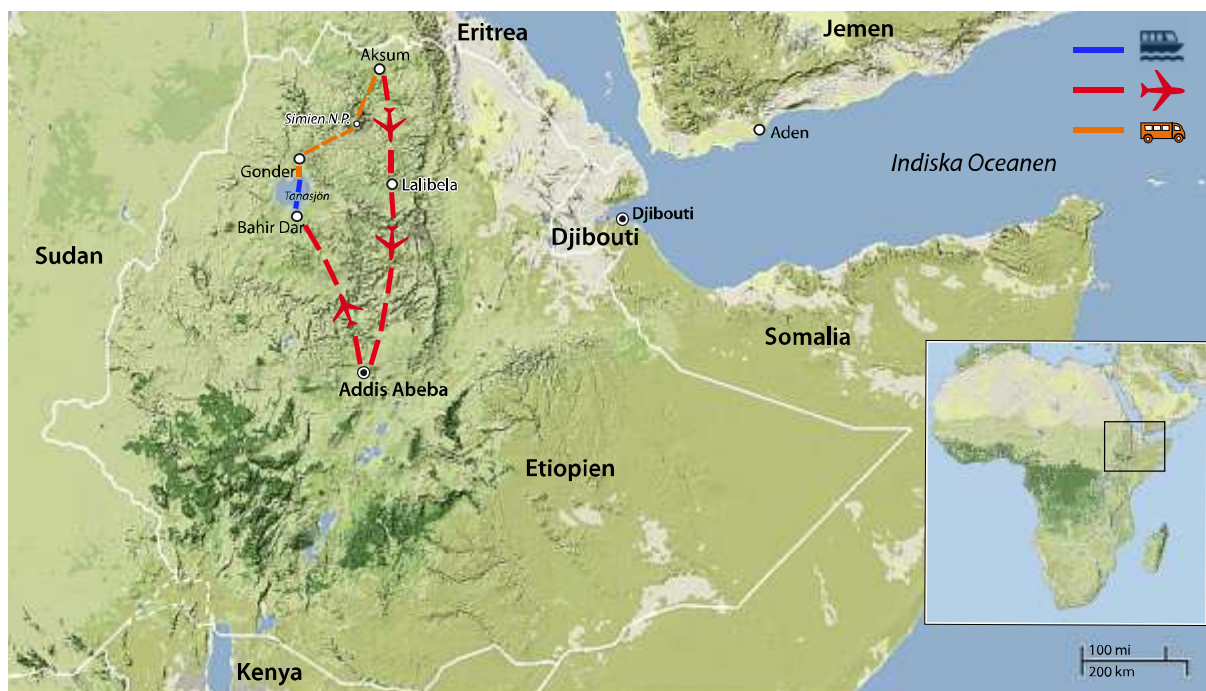 Eritrea
Jemen
Aksum
Simien N.P.
Aden
Gonder
Lalibela
Indiska Oceanen
Tanasjön
Bahir Dar
Djibouti
Djibouti
Sudan
Somalia
Addis Abeba
Etiopien
Kenya
100 mi
200 km